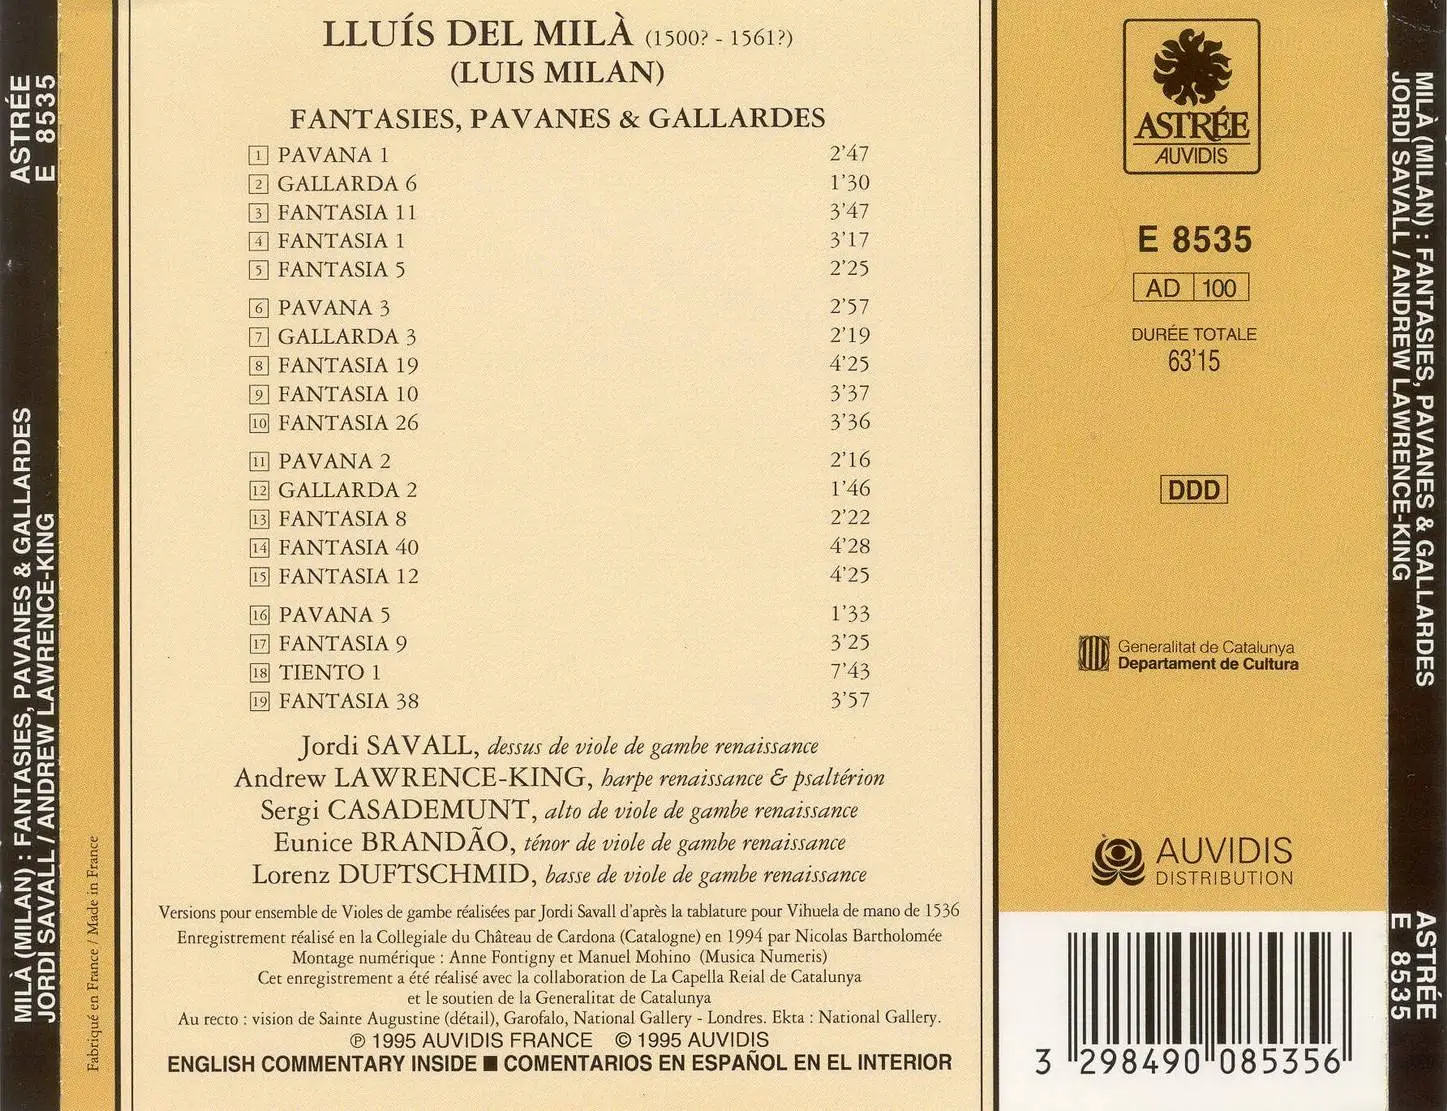 ASTRÉE
E 8535
MILÀ (MILAN) : FANTASIES, PAVANES & GALLARDES
JORDI SAVALL / ANDREW LAWRENCE-KING
Fabriqué en France / Made in France
LLUÍS DEL MILÀ (1500? - 1561?)
(LUIS MILAN)
FANTASIES, PAVANES & GALLARDES
1 PAVANA 1 2'47
2 GALLARDA 6 1'30
3 FANTASIA 11 3'47
4 FANTASIA 1 3'17
5 FANTASIA 5 2'25
6 PAVANA 3 2'57
7 GALLARDA 3 2'19
8 FANTASIA 19 4'25
9 FANTASIA 10 3'37
10 FANTASIA 26 3'36
11 PAVANA 2 2'16
12 GALLARDA 2 1'46
13 FANTASIA 8 2'22
14 FANTASIA 40 4'28
15 FANTASIA 12 4'25
16 PAVANA 5 1'33
17 FANTASIA 9 3'25
18 TIENTO 1 7'43
19 FANTASIA 38 3'57
Jordi SAVALL, dessus de viole de gambe renaissance
Andrew LAWRENCE-KING, harpe renaissance & psaltérion
Sergi CASADEMUNT, alto de viole de gambe renaissance
Eunice BRANDÃO, ténor de viole de gambe renaissance
Lorenz DUFTSCHMID, basse de viole de gambe renaissance
Versions pour ensemble de Violes de gambe réalisées par Jordi Savall d'après la tablature pour Vihuela de mano de 1536
Enregistrement réalisé en la Collegiale du Château de Cardona (Catalogne) en 1994 par Nicolas Bartholomée
Montage numérique : Anne Fontigny et Manuel Mohino (Musica Numeris)
Cet enregistrement a été réalisé avec la collaboration de La Capella Reial de Catalunya
et le soutien de la Generalitat de Catalunya
Au recto : vision de Sainte Augustine (détail), Garofalo, National Gallery - Londres. Ekta : National Gallery.
℗ 1995 AUVIDIS FRANCE © 1995 AUVIDIS
ENGLISH COMMENTARY INSIDE ■ COMENTARIOS EN ESPAÑOL EN EL INTERIOR
ASTRÉE
AUVIDIS
E 8535
AD 100
DURÉE TOTALE
63'15
DDD
Generalitat de Catalunya
Departament de Cultura
AUVIDIS
DISTRIBUTION
3 298490 085356
MILÀ (MILAN) : FANTASIES, PAVANES & GALLARDES
JORDI SAVALL / ANDREW LAWRENCE-KING
ASTRÉE
E 8535